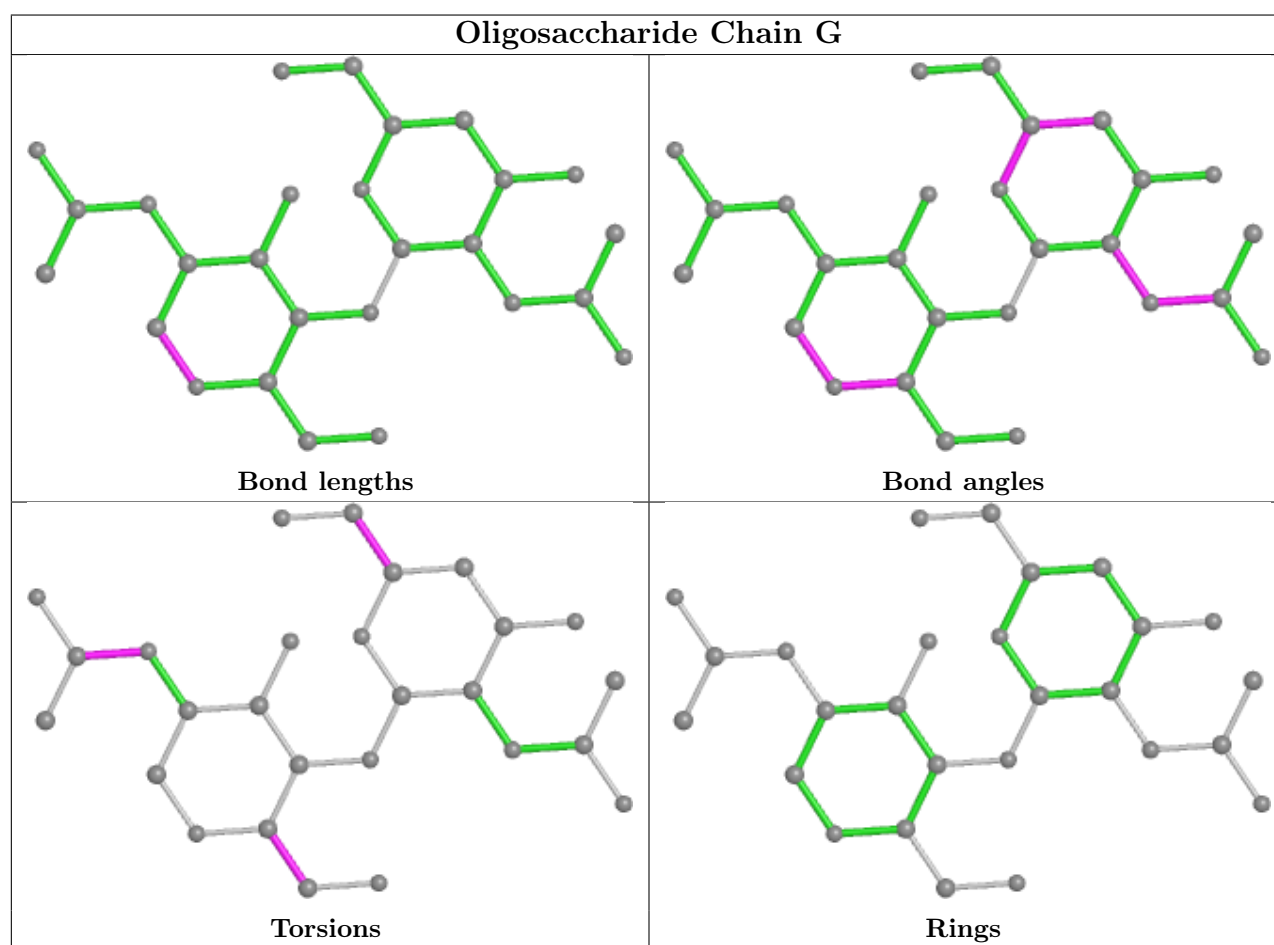 Oligosaccharide Chain G
Bond lengths
Bond angles
Torsions
Rings